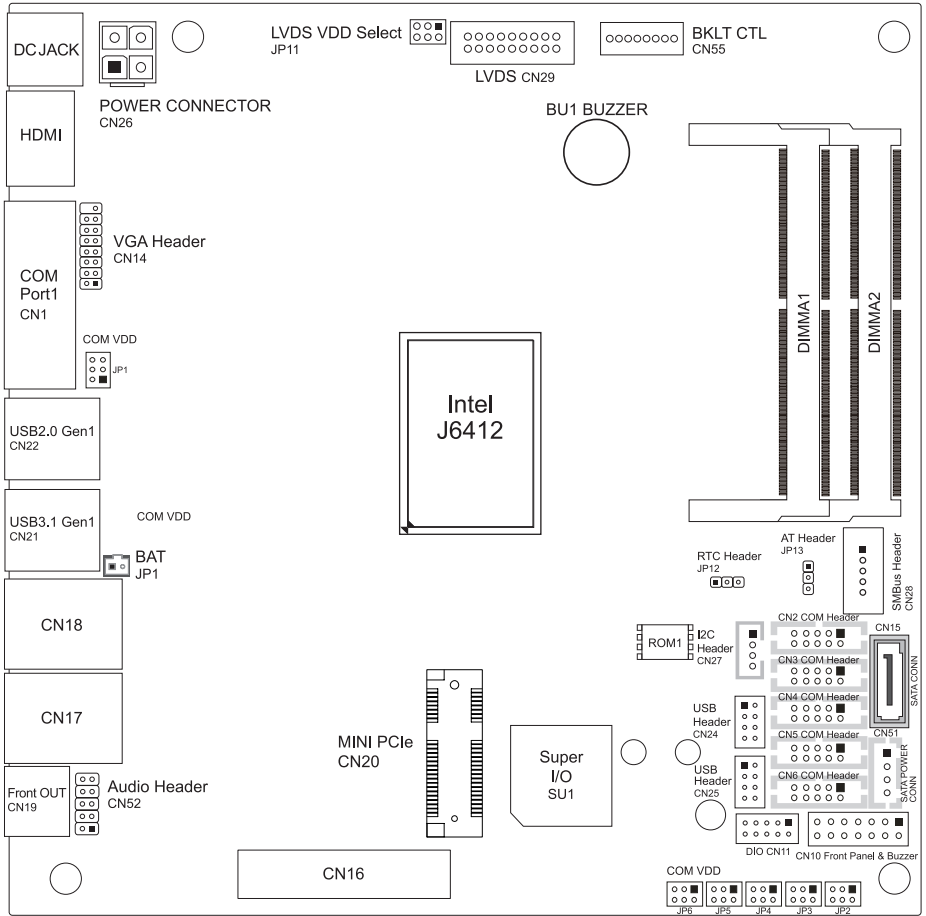 DC JACK
POWER CONNECTOR
CN26
LVDS VDD Select
JP11
LVDS CN29
BKLT CTL
CN55
BU1 BUZZER
HDMI
VGA Header
CN14
COM
Port1
CN1
COM VDD
JP1
DIMMA1
DIMMA2
Intel
J6412
USB2.0 Gen1
CN22
USB3.1 Gen1
CN21
COM VDD
BAT
JP1
RTC Header
JP12
AT Header
JP13
SMBus Header
CN28
CN18
ROM1
I2C
Header
CN27
CN2 COM Header
CN3 COM Header
CN4 COM Header
CN5 COM Header
CN6 COM Header
CN15
SATA CONN
CN51
SATA POWER
CONN
CN17
MINI PCIe
CN20
Super
I/O
SU1
USB
Header
CN24
USB
Header
CN25
Front OUT
CN19
Audio Header
CN52
DIO CN11
CN10 Front Panel & Buzzer
CN16
COM VDD
JP6
JP5
JP4
JP3
JP2